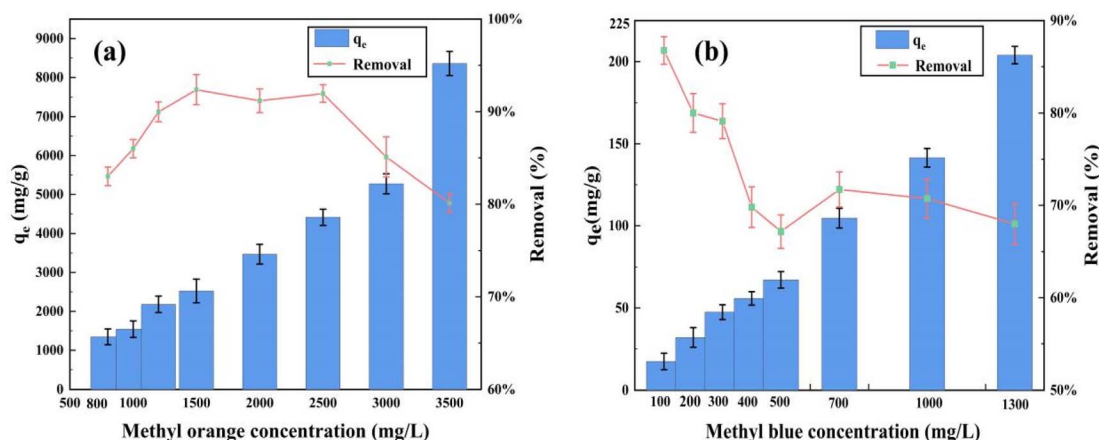 (a)
qe
Removal
qe (mg/g)
9000
8000
7000
6000
5000
4000
3000
2000
1000
0
100%
90%
80%
70%
60%
Removal (%)
500 800 1000 1500 2000 2500 3000 3500
Methyl orange concentration (mg/L)
(b)
qe
Removal
qe(mg/g)
225
200
150
100
50
0
90%
80%
70%
60%
50%
Removal (%)
100 200 300 400 500 700 1000 1300
Methyl blue concentration (mg/L)